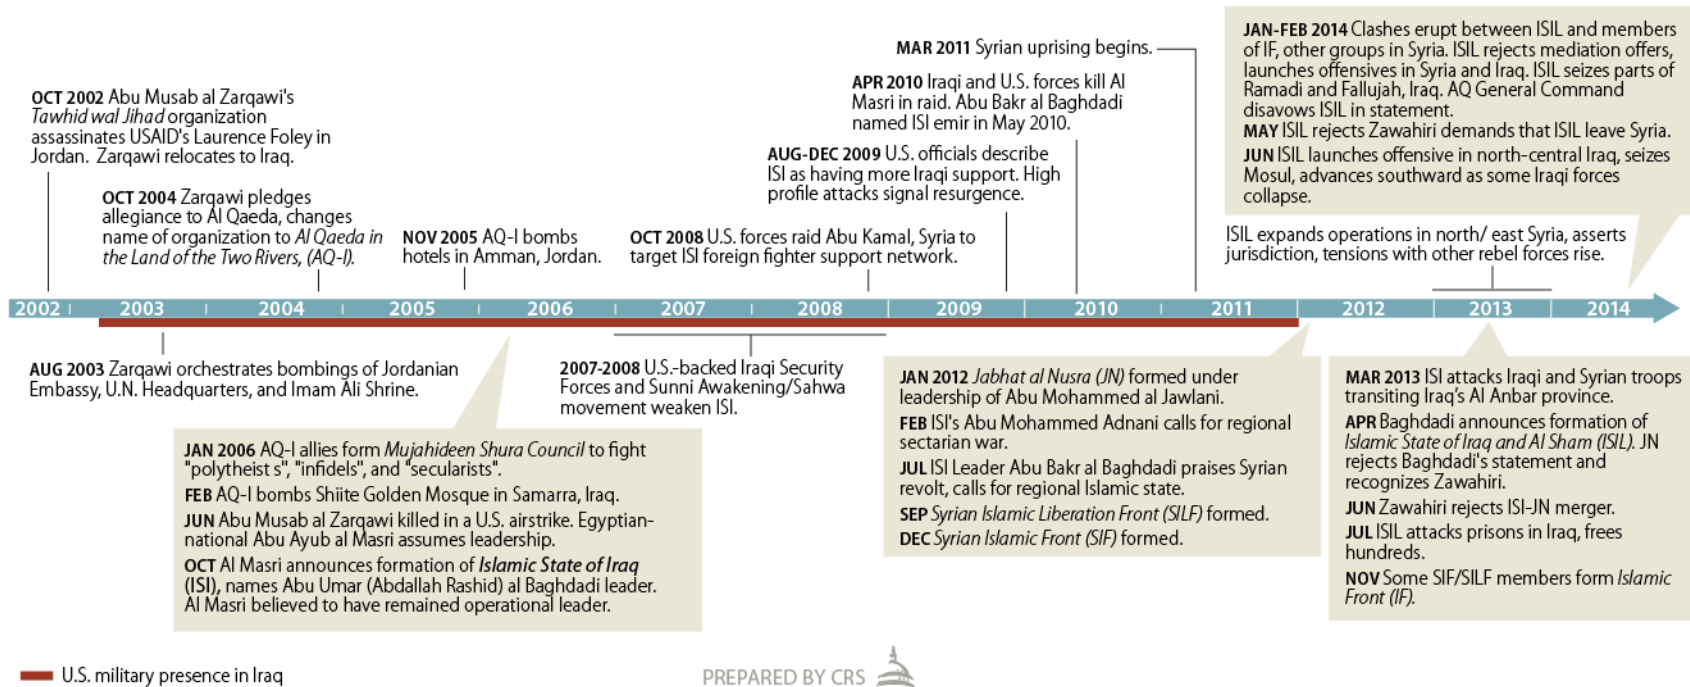 OCT 2002 Abu Musab al Zarqawi's
Tawhid wal Jihad organization
assassinates USAID's Laurence Foley in
Jordan. Zarqawi relocates to Iraq.
OCT 2004 Zarqawi pledges
allegiance to Al Qaeda, changes
name of organization to Al Qaeda in
the Land of the Two Rivers, (AQ-I).
NOV 2005 AQ-I bombs
hotels in Amman, Jordan.
OCT 2008 U.S. forces raid Abu Kamal, Syria to
target ISI foreign fighter support network.
AUG-DEC 2009 U.S. officials describe
ISI as having more Iraqi support. High
profile attacks signal resurgence.
APR 2010 Iraqi and U.S. forces kill Al
Masri in raid. Abu Bakr al Baghdadi
named ISI emir in May 2010.
MAR 2011 Syrian uprising begins.
JAN-FEB 2014 Clashes erupt between ISIL and members
of IF, other groups in Syria. ISIL rejects mediation offers,
launches offensives in Syria and Iraq. ISIL seizes parts of
Ramadi and Fallujah, Iraq. AQ General Command
disavows ISIL in statement.
MAY ISIL rejects Zawahiri demands that ISIL leave Syria.
JUN ISIL launches offensive in north-central Iraq, seizes
Mosul, advances southward as some Iraqi forces
collapse.
ISIL expands operations in north/ east Syria, asserts
jurisdiction, tensions with other rebel forces rise.
2002 2003 2004 2005 2006 2007 2008 2009 2010 2011 2012 2013 2014
AUG 2003 Zarqawi orchestrates bombings of Jordanian
Embassy, U.N. Headquarters, and Imam Ali Shrine.
JAN 2006 AQ-I allies form Mujahideen Shura Council to fight
"polytheist s", "infidels", and "secularists".
FEB AQ-I bombs Shiite Golden Mosque in Samarra, Iraq.
JUN Abu Musab al Zarqawi killed in a U.S. airstrike. Egyptian-
national Abu Ayub al Masri assumes leadership.
OCT Al Masri announces formation of Islamic State of Iraq
(ISI), names Abu Umar (Abdallah Rashid) al Baghdadi leader.
Al Masri believed to have remained operational leader.
2007-2008 U.S.-backed Iraqi Security
Forces and Sunni Awakening/Sahwa
movement weaken ISI.
JAN 2012 Jabhat al Nusra (JN) formed under
leadership of Abu Mohammed al Jawlani.
FEB ISI's Abu Mohammed Adnani calls for regional
sectarian war.
JUL ISI Leader Abu Bakr al Baghdadi praises Syrian
revolt, calls for regional Islamic state.
SEP Syrian Islamic Liberation Front (SILF) formed.
DEC Syrian Islamic Front (SIF) formed.
MAR 2013 ISI attacks Iraqi and Syrian troops
transiting Iraq's Al Anbar province.
APR Baghdadi announces formation of
Islamic State of Iraq and Al Sham (ISIL). JN
rejects Baghdadi's statement and
recognizes Zawahiri.
JUN Zawahiri rejects ISI-JN merger.
JUL ISIL attacks prisons in Iraq, frees
hundreds.
NOV Some SIF/SILF members form Islamic
Front (IF).
U.S. military presence in Iraq
PREPARED BY CRS